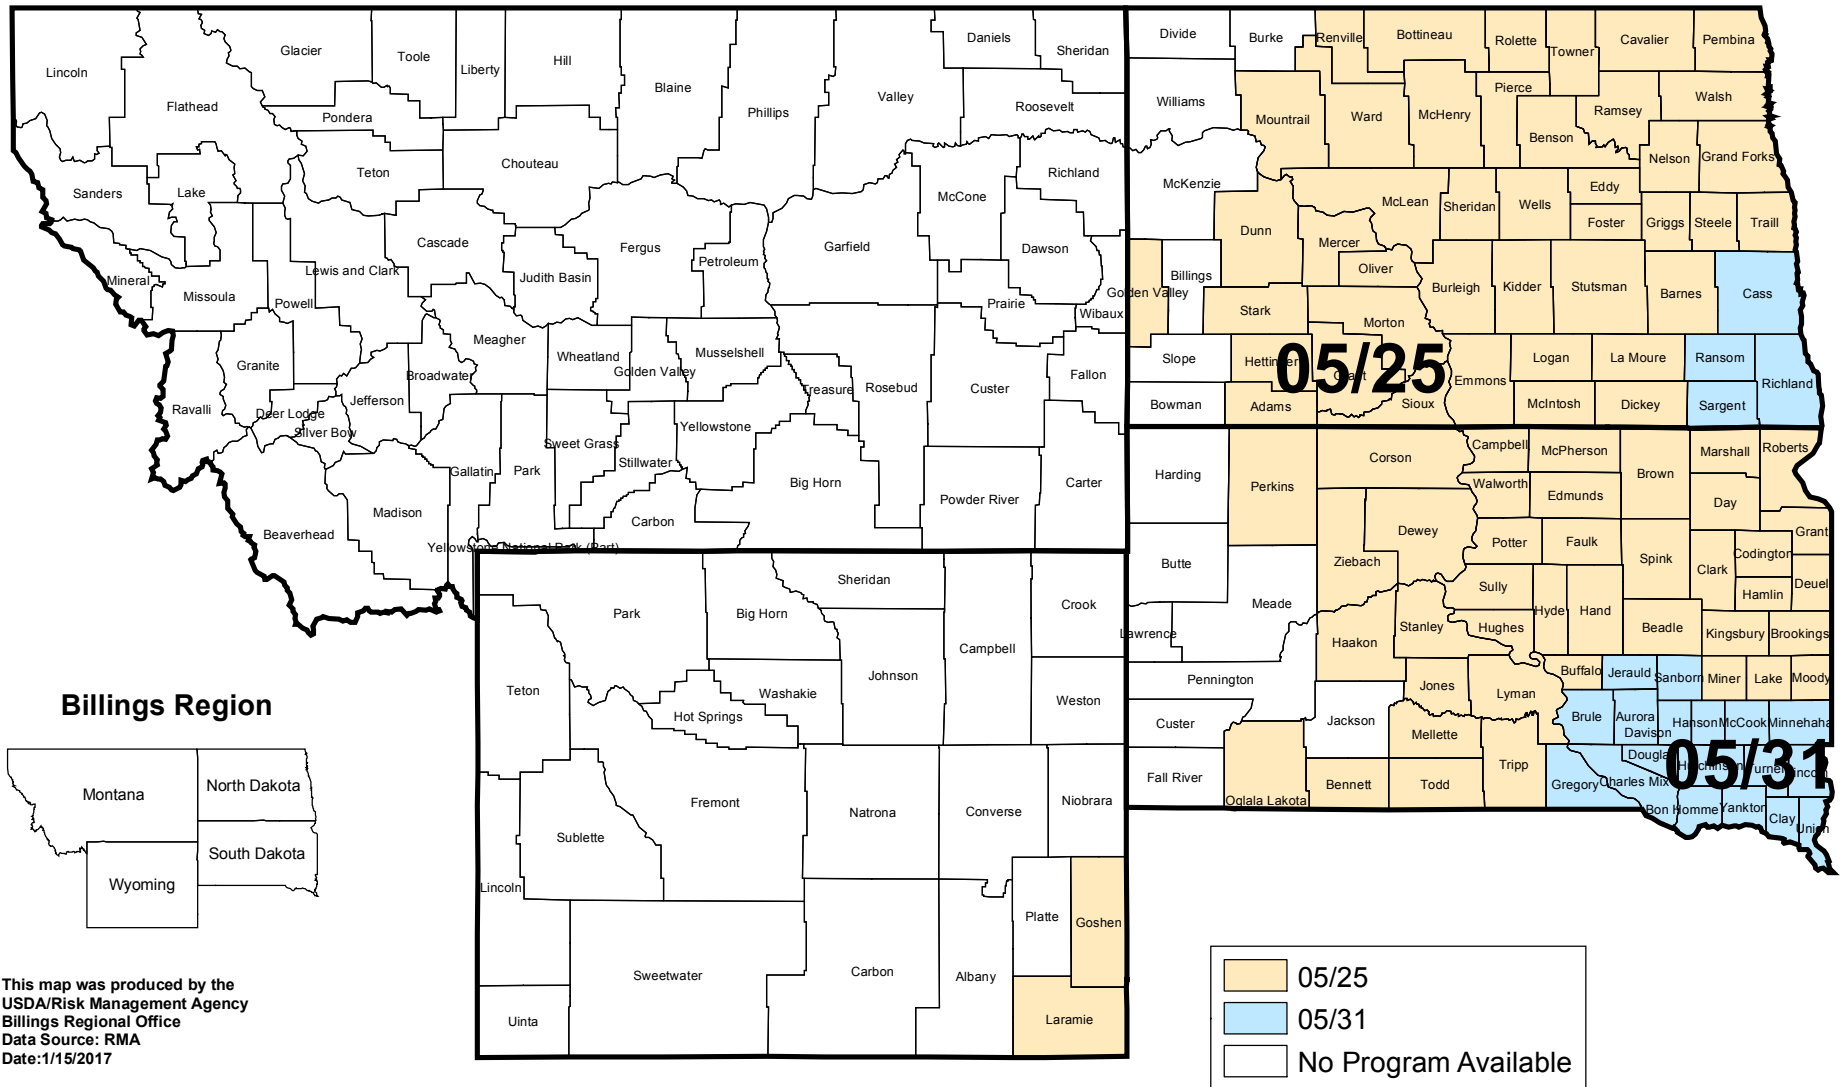 Lincoln
Flathead
Glacier
Toole
Liberty
Hill
Blaine
Phillips
Valley
Daniels
Sheridan
Roosevelt
Pondera
Teton
Chouteau
Sanders
Lake
McCone
Richland
Cascade
Fergus
Petroleum
Garfield
Dawson
Judith Basin
Lewis and Clark
Mineral
Missoula
Powell
Prairie
Wibaux
Meagher
Wheatland
Golden Valley
Musselshell
Treasure
Rosebud
Custer
Fallon
Granite
Broadwater
Jefferson
Ravalli
Deer Lodge
Silver Bow
Sweet Grass
Stillwater
Yellowstone
Gallatin
Park
Big Horn
Powder River
Carter
Carbon
Madison
Beaverhead
Yellowstone National Park (Part)
Divide
Burke
Renville
Bottineau
Rolette
Towner
Cavalier
Pembina
Williams
Mountrail
Ward
McHenry
Pierce
Benson
Ramsey
Walsh
Nelson
Grand Forks
McKenzie
McLean
Sheridan
Wells
Eddy
Foster
Griggs
Steele
Traill
Dunn
Mercer
Oliver
Billings
Golden Valley
Burleigh
Kidder
Stutsman
Barnes
Cass
Stark
Morton
Slope
Hettinger
Grant
05/25
Logan
La Moure
Ransom
Richland
Emmons
Bowman
Adams
Sioux
McIntosh
Dickey
Sargent
Harding
Perkins
Corson
Campbell
McPherson
Brown
Marshall
Roberts
Walworth
Edmunds
Day
Dewey
Potter
Faulk
Spink
Grant
Codington
Clark
Butte
Ziebach
Meade
Sully
Hyde
Hand
Hamlin
Deuel
Lawrence
Haakon
Stanley
Hughes
Beadle
Kingsbury
Brookings
Pennington
Jones
Lyman
Buffalo
Jerauld
Sanborn
Miner
Lake
Moody
Custer
Jackson
Mellette
Brule
Aurora
Davison
Hanson
McCook
Minnehaha
Fall River
Oglala Lakota
Bennett
Todd
Tripp
Gregory
Charles Mix
Douglas
Hutchinson
Turner
Lincoln
05/31
Bon Homme
Yankton
Clay
Union
Park
Big Horn
Sheridan
Campbell
Crook
Teton
Johnson
Washakie
Hot Springs
Weston
Fremont
Natrona
Converse
Niobrara
Sublette
Lincoln
Platte
Goshen
Sweetwater
Carbon
Albany
Uinta
Laramie
Billings Region
Montana
North Dakota
South Dakota
Wyoming
This map was produced by the
USDA/Risk Management Agency
Billings Regional Office
Data Source: RMA
Date:1/15/2017
05/25
05/31
No Program Available